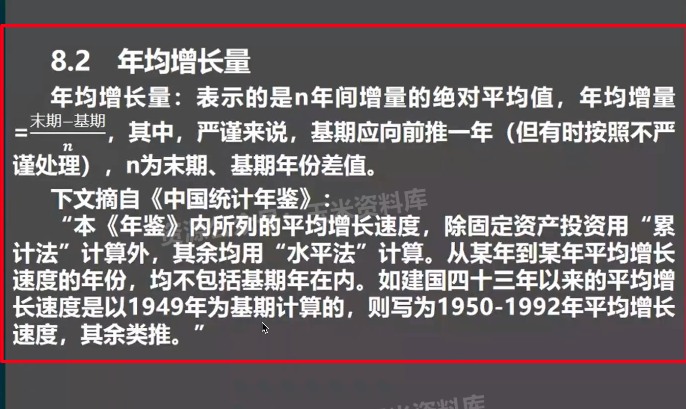 8.2 年均增长量
年均增长量：表示的是n年间增量的绝对平均值，年均增量
=末期−基期/n，其中，严谨来说，基期应向前推一年（但有时按照不严
谨处理），n为末期、基期年份差值。
下文摘自《中国统计年鉴》：
“本《年鉴》内所列的平均增长速度，除固定资产投资用“累
计法”计算外，其余均用“水平法”计算。从某年到某年平均增长
速度的年份，均不包括基期年在内。如建国四十三年以来的平均增
长速度是以1949年为基期计算的，则写为1950-1992年平均增长
速度，其余类推。”
资料库
资料库